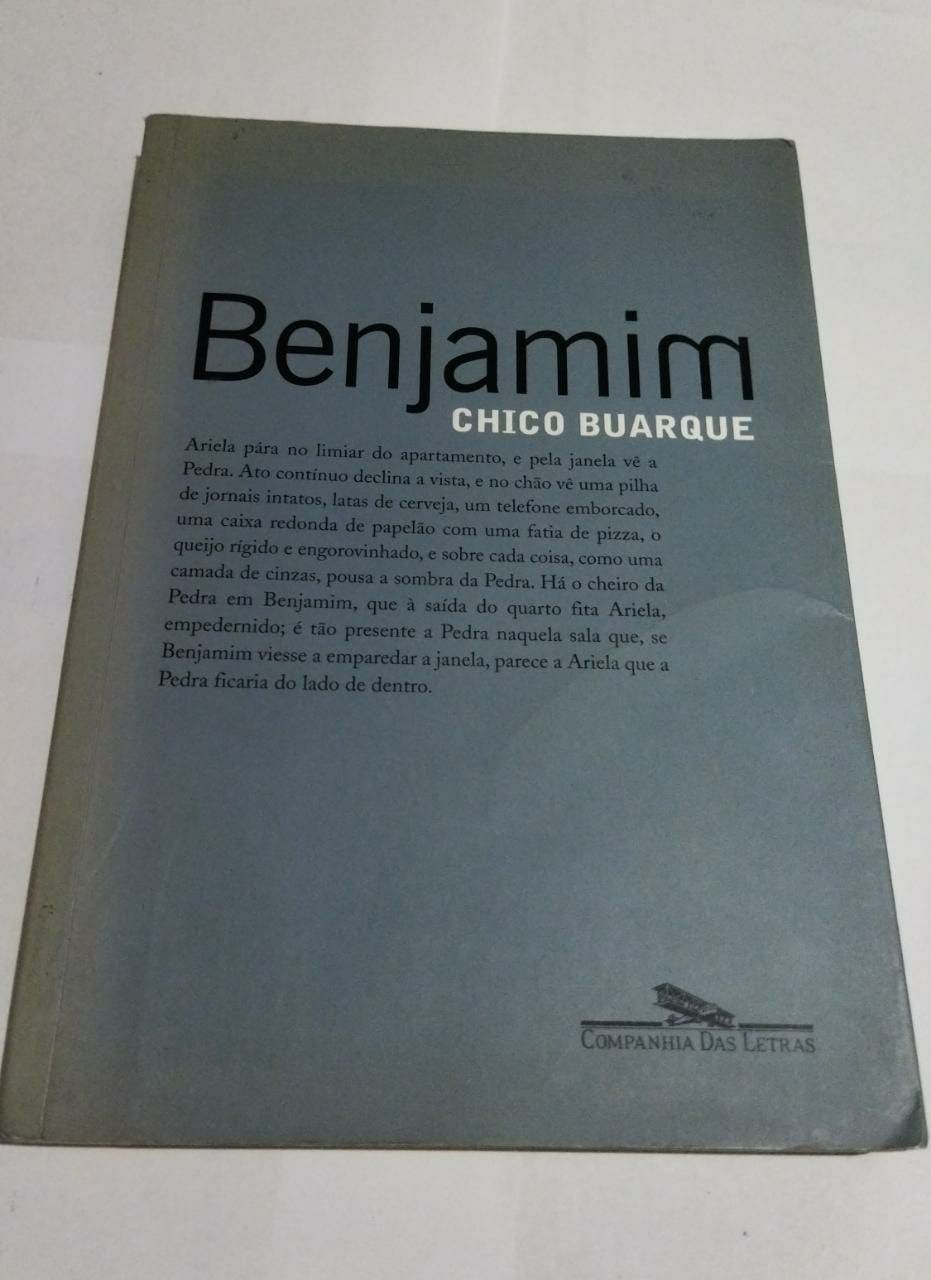 Benjamim
CHICO BUARQUE
Ariela pára no limiar do apartamento, e pela janela vê a
Pedra. Ato contínuo declina a vista, e no chão vê uma pilha
de jornais intatos, latas de cerveja, um telefone emborcado,
uma caixa redonda de papelão com uma fatia de pizza, o
queijo rígido e engorovinhado, e sobre cada coisa, como uma
camada de cinzas, pousa a sombra da Pedra. Há o cheiro da
Pedra em Benjamim, que à saída do quarto fita Ariela,
empedernido; é tão presente a Pedra naquela sala que, se
Benjamim viesse a emparedar a janela, parece a Ariela que a
Pedra ficaria do lado de dentro.
COMPANHIA DAS LETRAS